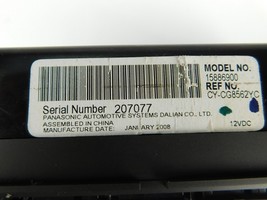 MODEL NO.
15886900
REF NO.
CY-CG8562YC
Serial Number 207077
PANASONIC AUTOMOTIVE SYSTEMS DALIAN CO., LTD.
ASSEMBLED IN CHINA
MANUFACTURE DATE: JANUARY 2008
12VDC